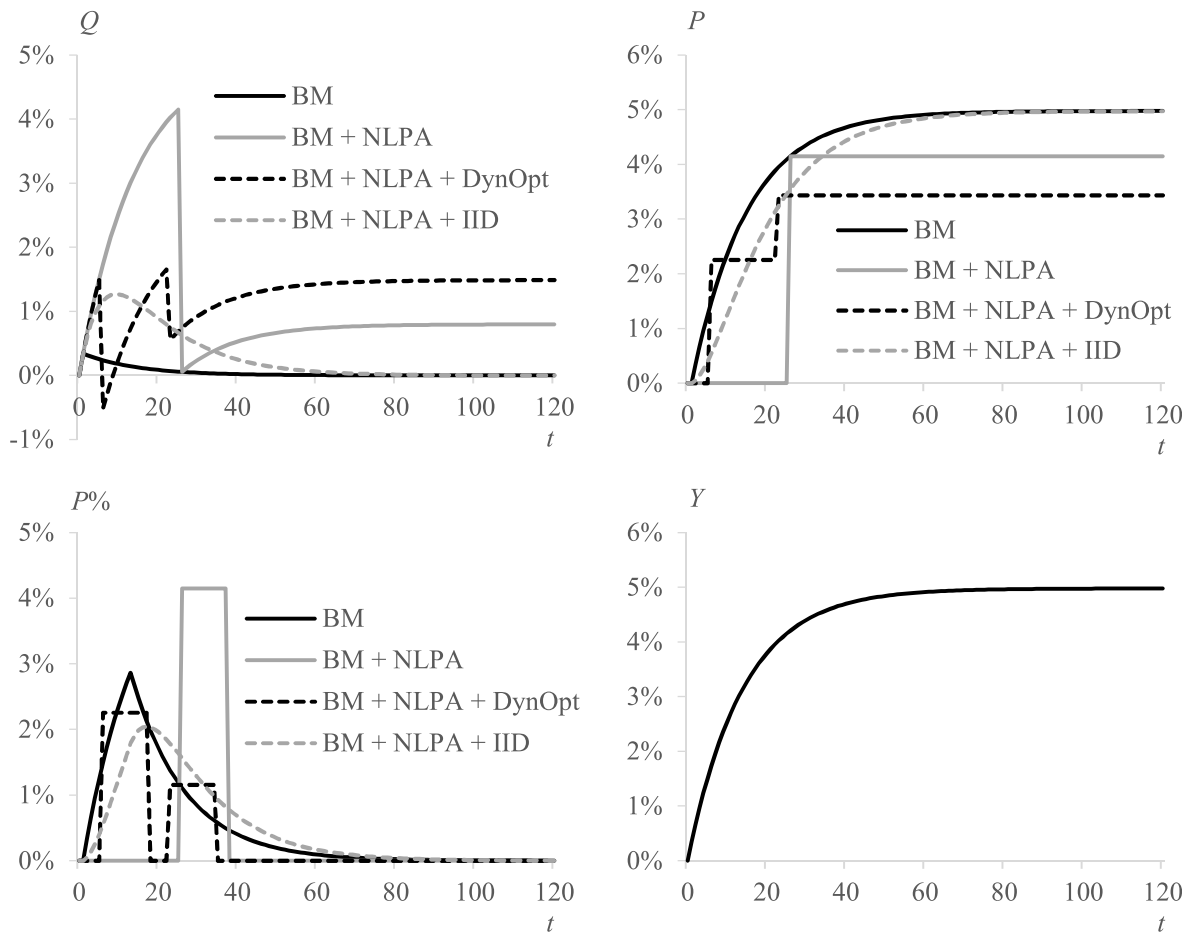 Q
5%
4%
3%
2%
1%
0%
-1%
BM
BM + NLPA
BM + NLPA + DynOpt
BM + NLPA + IID
0 20 40 60 80 100 120
t
P
6%
5%
4%
3%
2%
1%
0%
BM
BM + NLPA
BM + NLPA + DynOpt
BM + NLPA + IID
0 20 40 60 80 100 120
t
P%
5%
4%
3%
2%
1%
0%
BM
BM + NLPA
BM + NLPA + DynOpt
BM + NLPA + IID
0 20 40 60 80 100 120
t
Y
6%
5%
4%
3%
2%
1%
0%
0 20 40 60 80 100 120
t